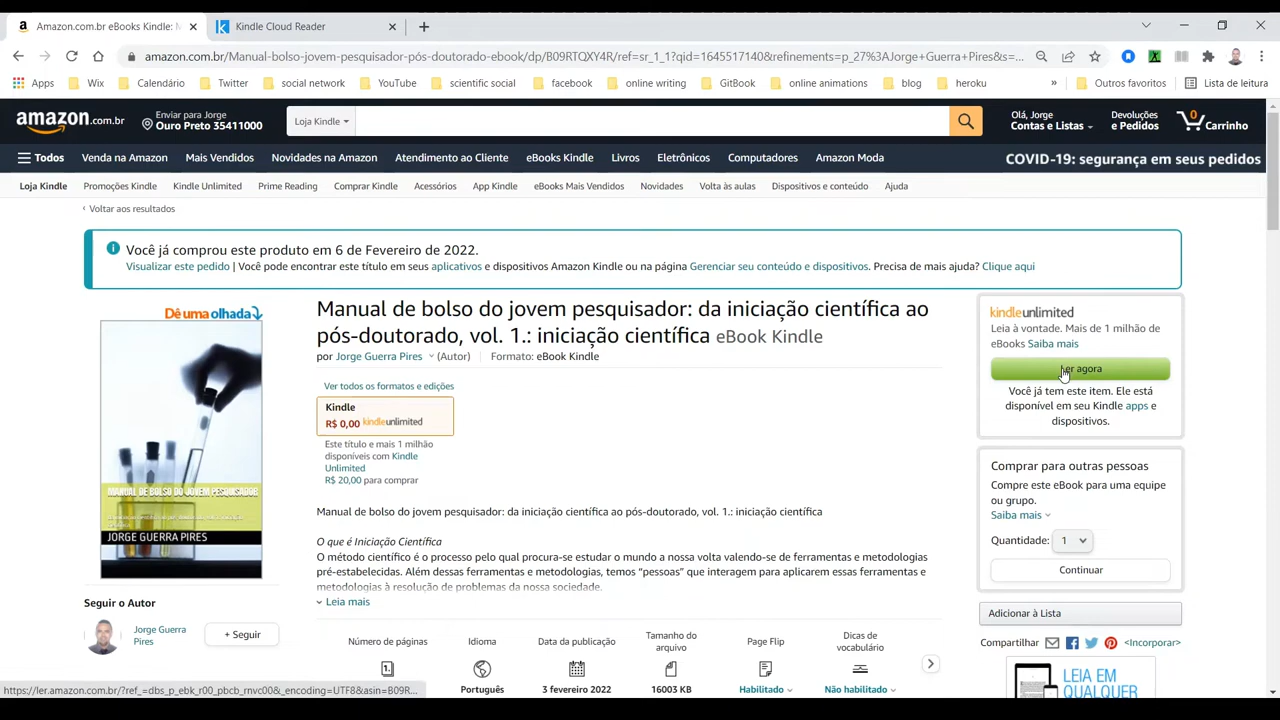 Amazon.com.br eBooks Kindle: M
Kindle Cloud Reader
amazon.com.br/Manual-bolso-jovem-pesquisador-pós-doutorado-ebook/dp/B09RTQXY4R/ref=sr_1_1?qid=1645517140&refinements=p_27%3AJorge+Guerra+Pires&s=...
Apps
Wix
Calendário
Twitter
social network
YouTube
scientific social
facebook
online writing
GitBook
online animations
blog
heroku
»
Outros favoritos
Lista de leitura
amazon.com.br
Enviar para Jorge
Ouro Preto 35411000
Loja Kindle
Olá, Jorge
Contas e Listas
Devoluções
e Pedidos
0
Carrinho
Todos
Venda na Amazon
Mais Vendidos
Novidades na Amazon
Atendimento ao Cliente
eBooks Kindle
Livros
Eletrônicos
Computadores
Amazon Moda
COVID-19: segurança em seus pedidos
Loja Kindle
Promoções Kindle
Kindle Unlimited
Prime Reading
Comprar Kindle
Acessórios
App Kindle
eBooks Mais Vendidos
Novidades
Volta às aulas
Dispositivos e conteúdo
Ajuda
‹ Voltar aos resultados
Você já comprou este produto em 6 de Fevereiro de 2022.
Visualizar este pedido | Você pode encontrar este título em seus aplicativos e dispositivos Amazon Kindle ou na página Gerenciar seu conteúdo e dispositivos. Precisa de mais ajuda? Clique aqui
Dê uma olhada
MANUAL DE BOLSO DO JOVEM PESQUISADOR
JORGE GUERRA PIRES
Seguir o Autor
Jorge Guerra
Pires
+ Seguir
Manual de bolso do jovem pesquisador: da iniciação científica ao
pós-doutorado, vol. 1.: iniciação científica eBook Kindle
por Jorge Guerra Pires (Autor) | Formato: eBook Kindle
Ver todos os formatos e edições
Kindle
R$ 0,00 kindleunlimited
Este título e mais 1 milhão
disponíveis com Kindle
Unlimited
R$ 20,00 para comprar
Manual de bolso do jovem pesquisador: da iniciação científica ao pós-doutorado, vol. 1.: iniciação científica
O que é Iniciação Científica
O método científico é o processo pelo qual procura-se estudar o mundo a nossa volta valendo-se de ferramentas e metodologias
pré-estabelecidas. Além dessas ferramentas e metodologias, temos “pessoas” que interagem para aplicarem essas ferramentas e
metodologias à resolução de problemas da nossa sociedade.
Leia mais
Número de páginas
Idioma
Português
Data da publicação
3 fevereiro 2022
Tamanho do
arquivo
16003 KB
Page Flip
Habilitado
Dicas de
vocabulário
Não habilitado
kindleunlimited
Leia à vontade. Mais de 1 milhão de
eBooks Saiba mais
Ler agora
Você já tem este item. Ele está
disponível em seu Kindle apps e
dispositivos.
Comprar para outras pessoas
Compre este eBook para uma equipe
ou grupo.
Saiba mais
Quantidade: 1
Continuar
Adicionar à Lista
Compartilhar
<Incorporar>
LEIA EM
QUALQUER
https://ler.amazon.com.br/?ref_=dbs_p_ebk_r00_pbcb_rnvc00&_encoding=UTF8&asin=B09R...